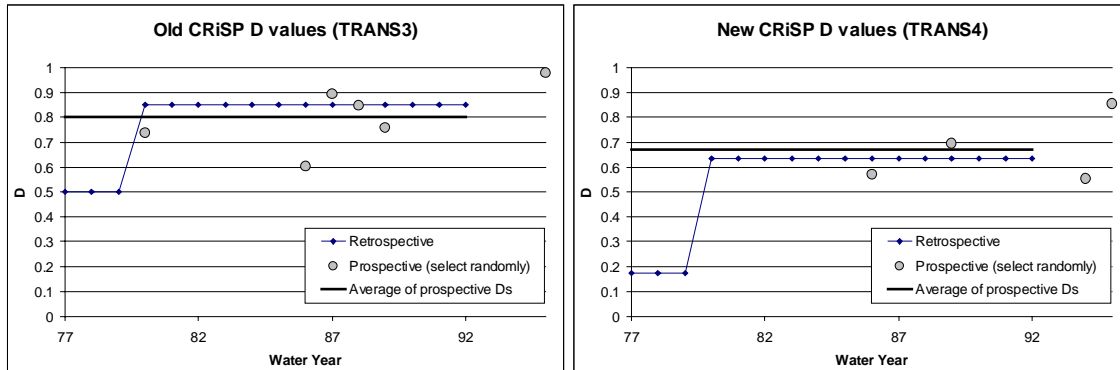 Old CRiSP D values (TRANS3)
1
0.9
0.8
0.7
0.6
0.5
0.4
0.3
0.2
0.1
0
D
Retrospective
Prospective (select randomly)
Average of prospective Ds
77 82 87 92
Water Year
New CRiSP D values (TRANS4)
1
0.9
0.8
0.7
0.6
0.5
0.4
0.3
0.2
0.1
0
D
Retrospective
Prospective (select randomly)
Average of prospective Ds
77 82 87 92
Water Year